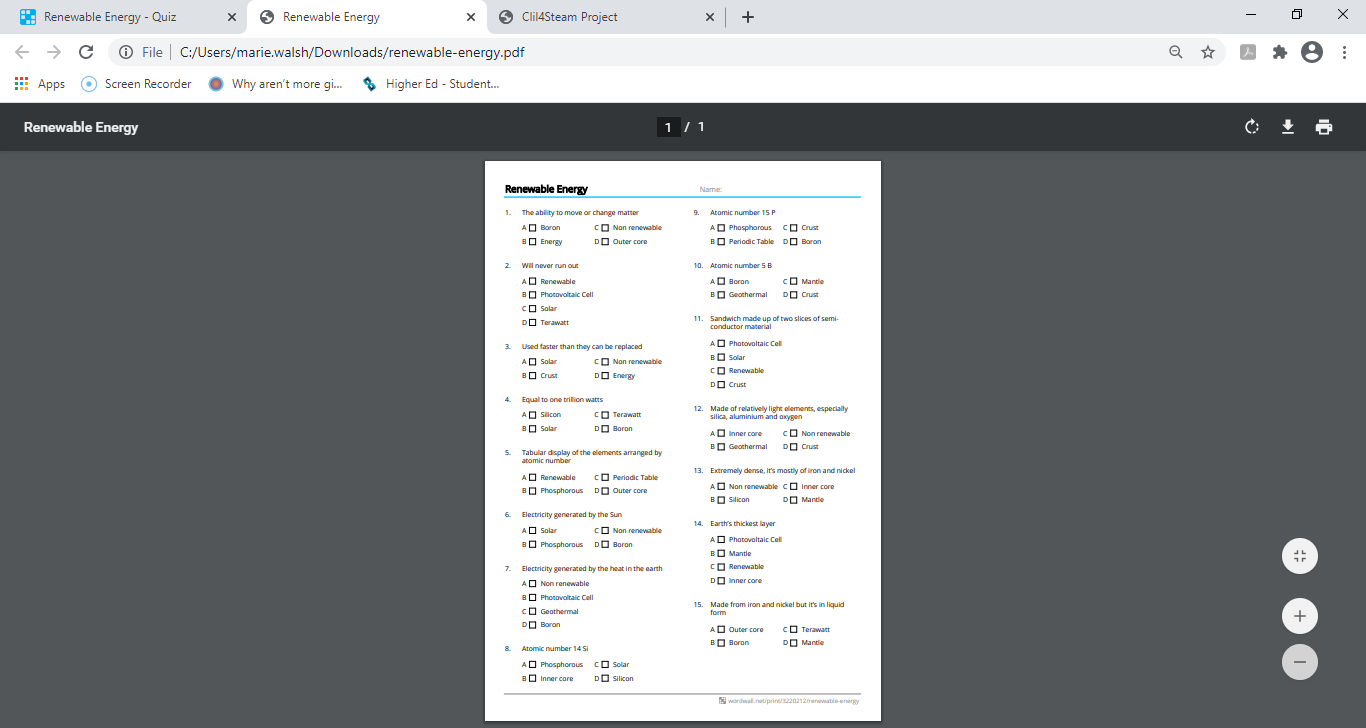 Renewable Energy - Quiz
Renewable Energy
Clil4Steam Project
File
C:/Users/marie.walsh/Downloads/renewable-energy.pdf
Apps
Screen Recorder
Why aren't more gi...
Higher Ed - Student...
Renewable Energy
1 / 1
Renewable Energy
Name:
1. The ability to move or change matter
A Boron C Non renewable
B Energy D Outer core
2. Will never run out
A Renewable
B Photovoltaic Cell
C Solar
D Terawatt
3. Used faster than they can be replaced
A Solar C Non renewable
B Crust D Energy
4. Equal to one trillion watts
A Silicon C Terawatt
B Solar D Boron
5. Tabular display of the elements arranged by
atomic number
A Renewable C Periodic Table
B Phosphorous D Outer core
6. Electricity generated by the Sun
A Solar C Non renewable
B Phosphorous D Boron
7. Electricity generated by the heat in the earth
A Non renewable
B Photovoltaic Cell
C Geothermal
D Boron
8. Atomic number 14 Si
A Phosphorous C Solar
B Inner core D Silicon
9. Atomic number 15 P
A Phosphorous C Crust
B Periodic Table D Boron
10. Atomic number 5 B
A Boron C Mantle
B Geothermal D Crust
11. Sandwich made up of two slices of semi-
conductor material
A Photovoltaic Cell
B Solar
C Renewable
D Crust
12. Made of relatively light elements, especially
silica, aluminium and oxygen
A Inner core C Non renewable
B Geothermal D Crust
13. Extremely dense, it's mostly of iron and nickel
A Non renewable C Inner core
B Silicon D Mantle
14. Earth's thickest layer
A Photovoltaic Cell
B Mantle
C Renewable
D Inner core
15. Made from iron and nickel but it's in liquid
form
A Outer core C Terawatt
B Boron D Mantle
wordwall.net/print/3220212/renewable-energy